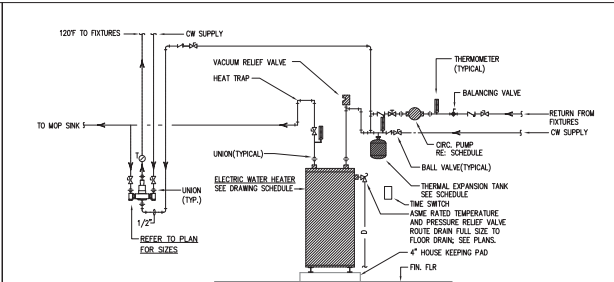 120°F TO FIXTURES
CW SUPPLY
VACUUM RELIEF VALVE
HEAT TRAP
THERMOMETER
(TYPICAL)
BALANCING VALVE
TO MOP SINK
RETURN FROM
FIXTURES
CW SUPPLY
CIRC. PUMP
RE: SCHEDULE
BALL VALVE(TYPICAL)
UNION(TYPICAL)
T
UNION
(TYP.)
1/2"
REFER TO PLAN
FOR SIZES
ELECTRIC WATER HEATER
SEE DRAWING SCHEDULE
THERMAL EXPANSION TANK
SEE SCHEDULE
TIME SWITCH
ASME RATED TEMPERATURE
AND PRESSURE RELIEF VALVE
ROUTE DRAIN FULL SIZE TO
FLOOR DRAIN; SEE PLANS.
4" HOUSE KEEPING PAD
FIN. FLR